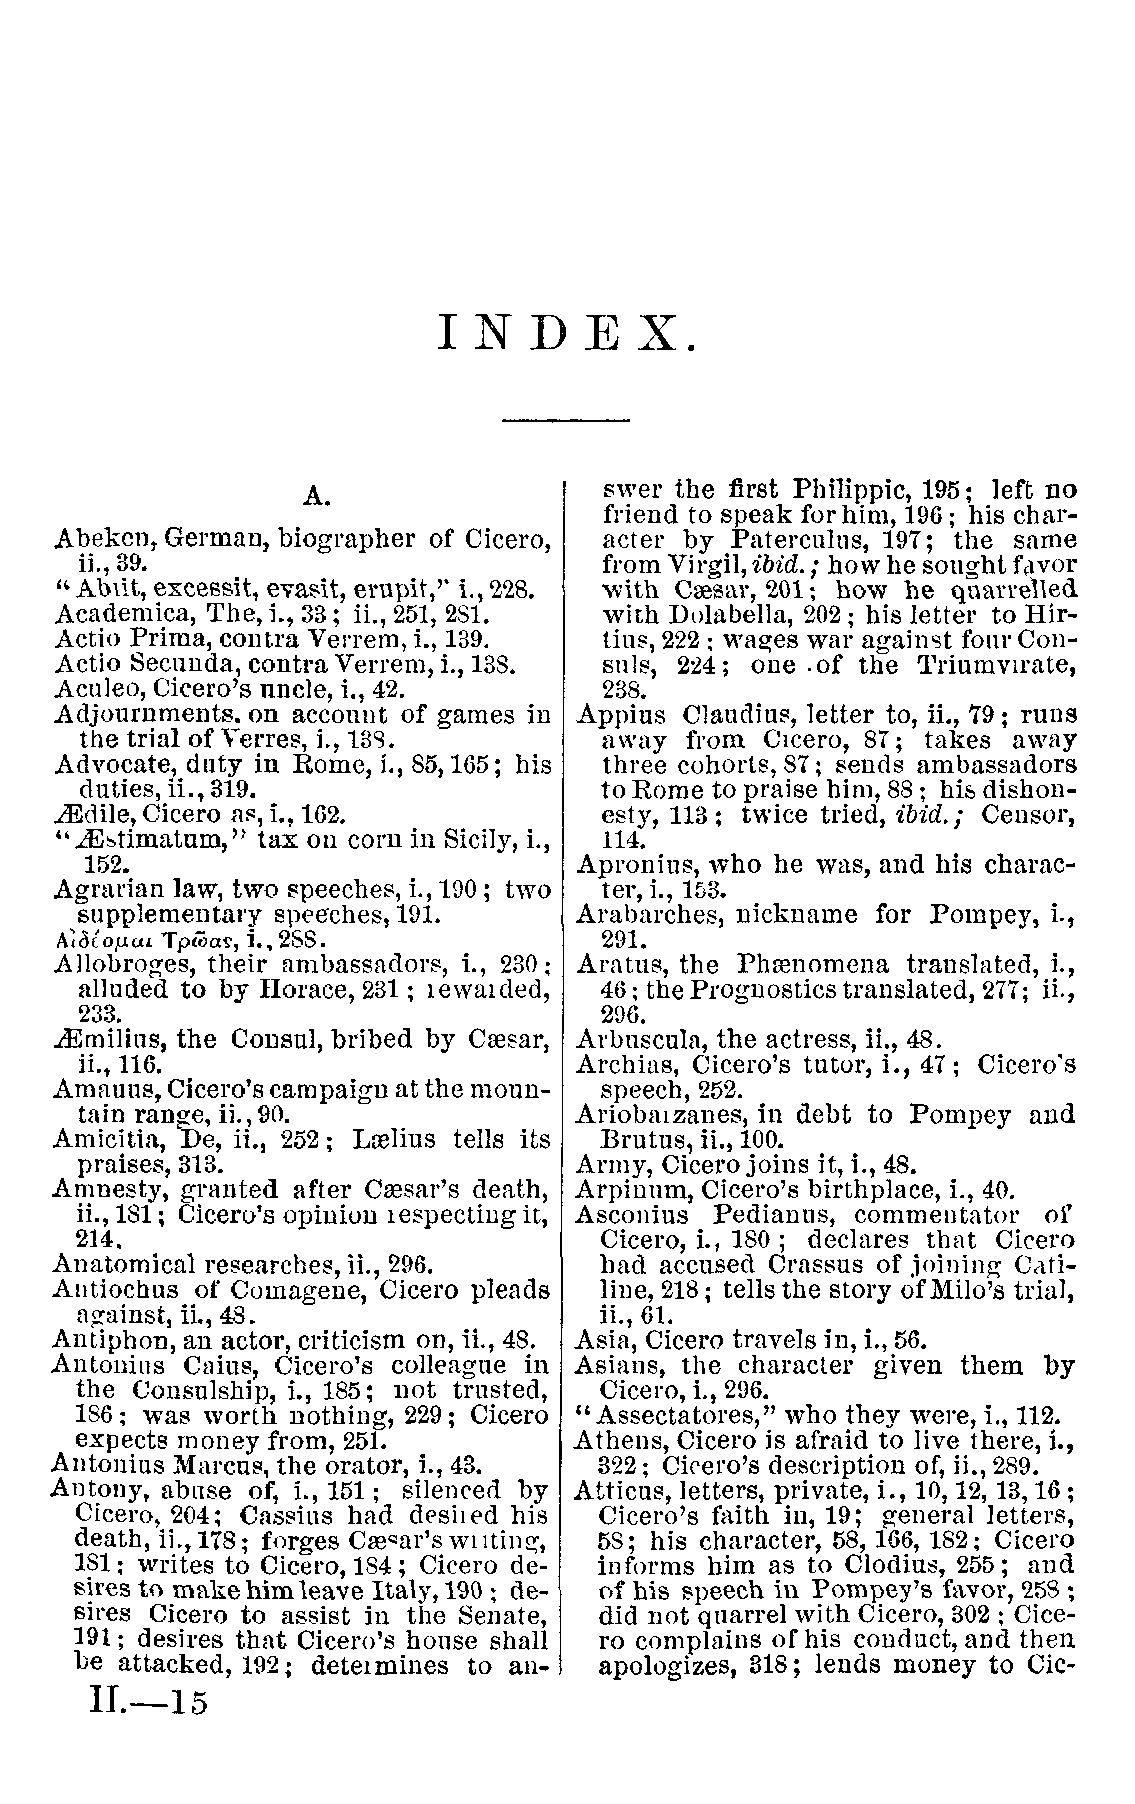 INDEX.
A.
Abeken, German, biographer of Cicero,
ii., 39.
“Abiit, excessit, evasit, erupit,” i., 228.
Academica, The, i., 33; ii., 251, 281.
Actio Prima, contra Verrem, i., 139.
Actio Secunda, contra Verrem, i., 138.
Aculeo, Cicero’s uncle, i., 42.
Adjournments. on account of games in
the trial of Verres, i., 138.
Advocate, duty in Rome, i., 85, 165; his
duties, ii., 319.
Ædile, Cicero as, i., 162.
“Æstimatum,” tax on corn in Sicily, i.,
152.
Agrarian law, two speeches, i., 190; two
supplementary speeches, 191.
Αἰδέομαι Τρῶας, i., 288.
Allobroges, their ambassadors, i., 230;
alluded to by Horace, 231; rewarded,
233.
Æmilius, the Consul, bribed by Cæsar,
ii., 116.
Amanus, Cicero’s campaign at the moun-
tain range, ii., 90.
Amicitia, De, ii., 252; Lælius tells its
praises, 313.
Amnesty, granted after Cæsar’s death,
ii., 181; Cicero’s opinion respecting it,
214.
Anatomical researches, ii., 296.
Antiochus of Comagene, Cicero pleads
against, ii., 48.
Antiphon, an actor, criticism on, ii., 48.
Antonius Caius, Cicero’s colleague in
the Consulship, i., 185; not trusted,
186; was worth nothing, 229; Cicero
expects money from, 251.
Antonius Marcus, the orator, i., 43.
Antony, abuse of, i., 151; silenced by
Cicero, 204; Cassius had desired his
death, ii., 178; forges Cæsar’s writing,
181; writes to Cicero, 184; Cicero de-
sires to make him leave Italy, 190; de-
sires Cicero to assist in the Senate,
191; desires that Cicero’s house shall
be attacked, 192; determines to an-
II.—15
swer the first Philippic, 195; left no
friend to speak for him, 196; his char-
acter by Paterculus, 197; the same
from Virgil, ibid.; how he sought favor
with Cæsar, 201; how he quarrelled
with Dolabella, 202; his letter to Hir-
tius, 222; wages war against four Con-
suls, 224; one of the Triumvirate,
238.
Appius Claudius, letter to, ii., 79; runs
away from Cicero, 87; takes away
three cohorts, 87; sends ambassadors
to Rome to praise him, 88; his dishon-
esty, 113; twice tried, ibid.; Censor,
114.
Apronius, who he was, and his charac-
ter, i., 153.
Arabarches, nickname for Pompey, i.,
291.
Aratus, the Phænomena translated, i.,
46; the Prognostics translated, 277; ii.,
296.
Arbuscula, the actress, ii., 48.
Archias, Cicero’s tutor, i., 47; Cicero’s
speech, 252.
Ariobarzanes, in debt to Pompey and
Brutus, ii., 100.
Army, Cicero joins it, i., 48.
Arpinum, Cicero’s birthplace, i., 40.
Asconius Pedianus, commentator of
Cicero, i., 180; declares that Cicero
had accused Crassus of joining Cati-
line, 218; tells the story of Milo’s trial,
ii., 61.
Asia, Cicero travels in, i., 56.
Asians, the character given them by
Cicero, i., 296.
“Assectatores,” who they were, i., 112.
Athens, Cicero is afraid to live there, i.,
322; Cicero’s description of, ii., 289.
Atticus, letters, private, i., 10, 12, 13, 16;
Cicero’s faith in, 19; general letters,
58; his character, 58, 166, 182; Cicero
informs him as to Clodius, 255; and
of his speech in Pompey’s favor, 258;
did not quarrel with Cicero, 302; Cice-
ro complains of his conduct, and then
apologizes, 318; lends money to Cic-